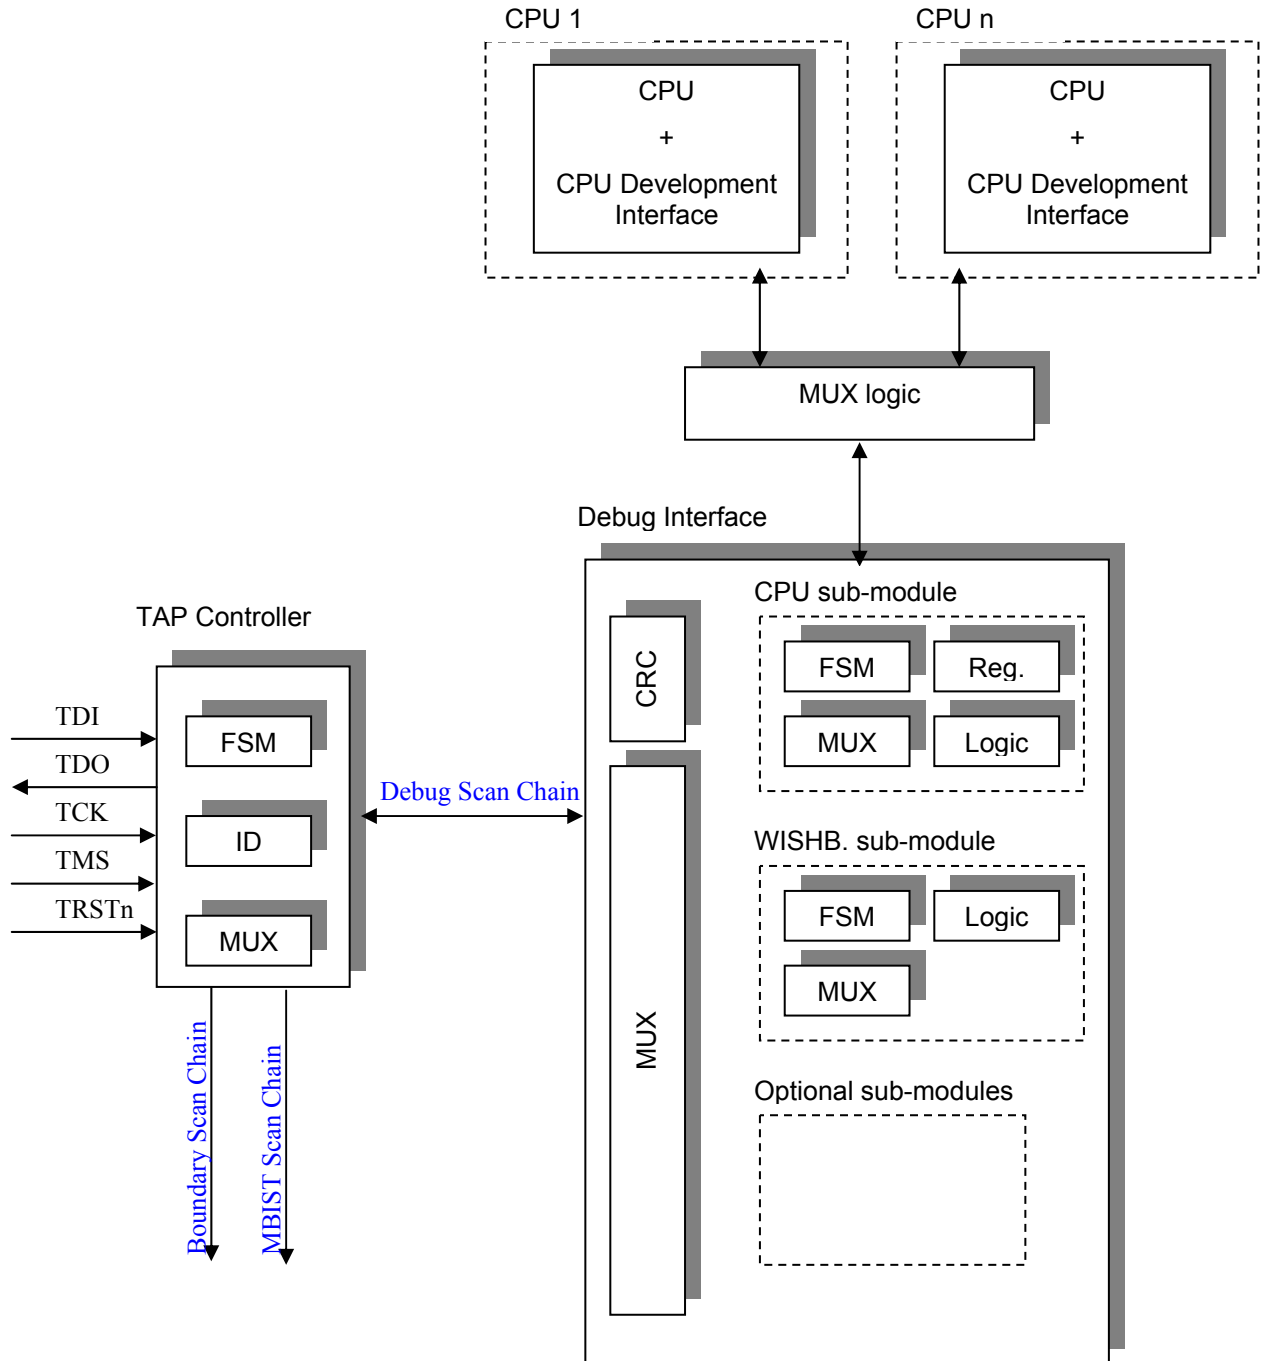 CPU 1
CPU n
CPU
+
CPU Development
Interface
CPU
+
CPU Development
Interface
MUX logic
Debug Interface
CPU sub-module
CRC
FSM
Reg.
MUX
Logic
TAP Controller
TDI
TDO
TCK
TMS
TRSTn
FSM
ID
MUX
Debug Scan Chain
MUX
WISHB. sub-module
FSM
Logic
MUX
Optional sub-modules
Boundary Scan Chain
MBIST Scan Chain